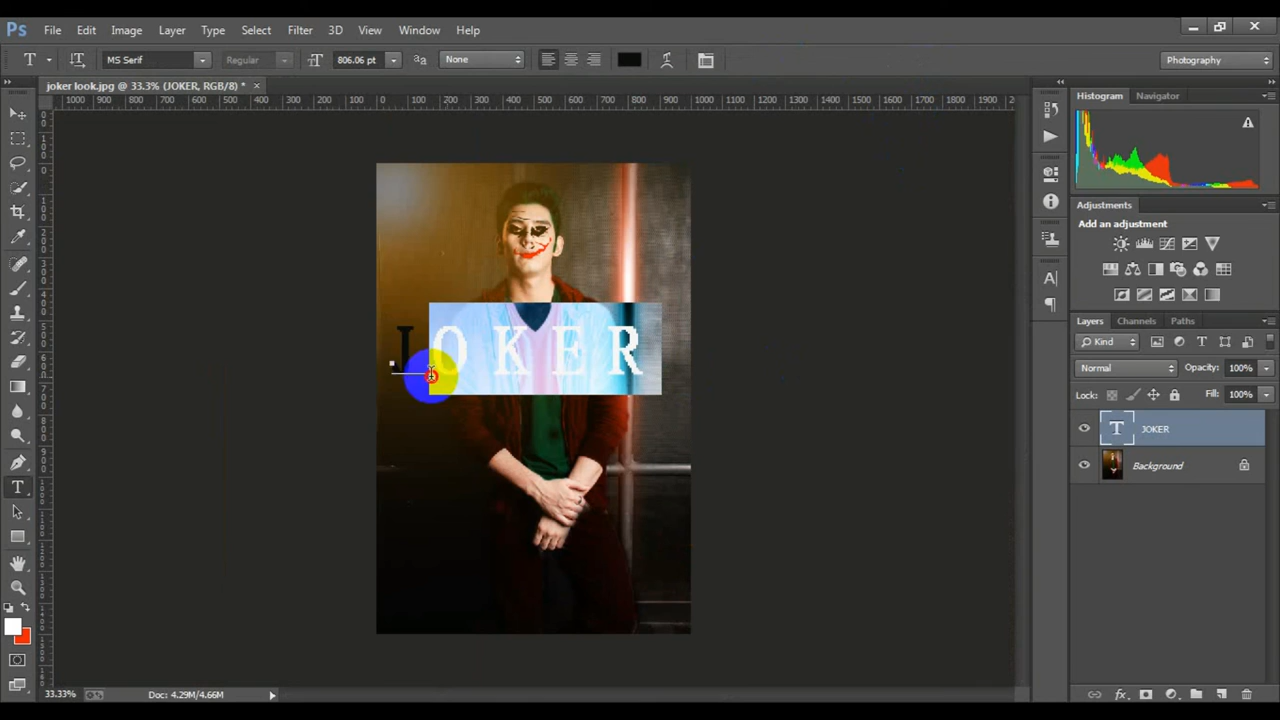 Ps File Edit Image Layer Type Select Filter 3D View Window Help
T MS Serif Regular 806.06 pt aa None Photography
joker look.jpg @ 33.3% (JOKER, RGB/8) * ×
1000 900 800 700 600 500 400 300 200 100 0 100 200 300 400 500 600 700 800 900 1000 1100 1200 1300 1400 1500 1600 1700 1800 1900
Histogram Navigator
Adjustments
Add an adjustment
Layers Channels Paths
Kind
Normal Opacity: 100%
Lock: Fill: 100%
T JOKER
Background
JOKER
33.33% Doc: 4.29M/4.66M